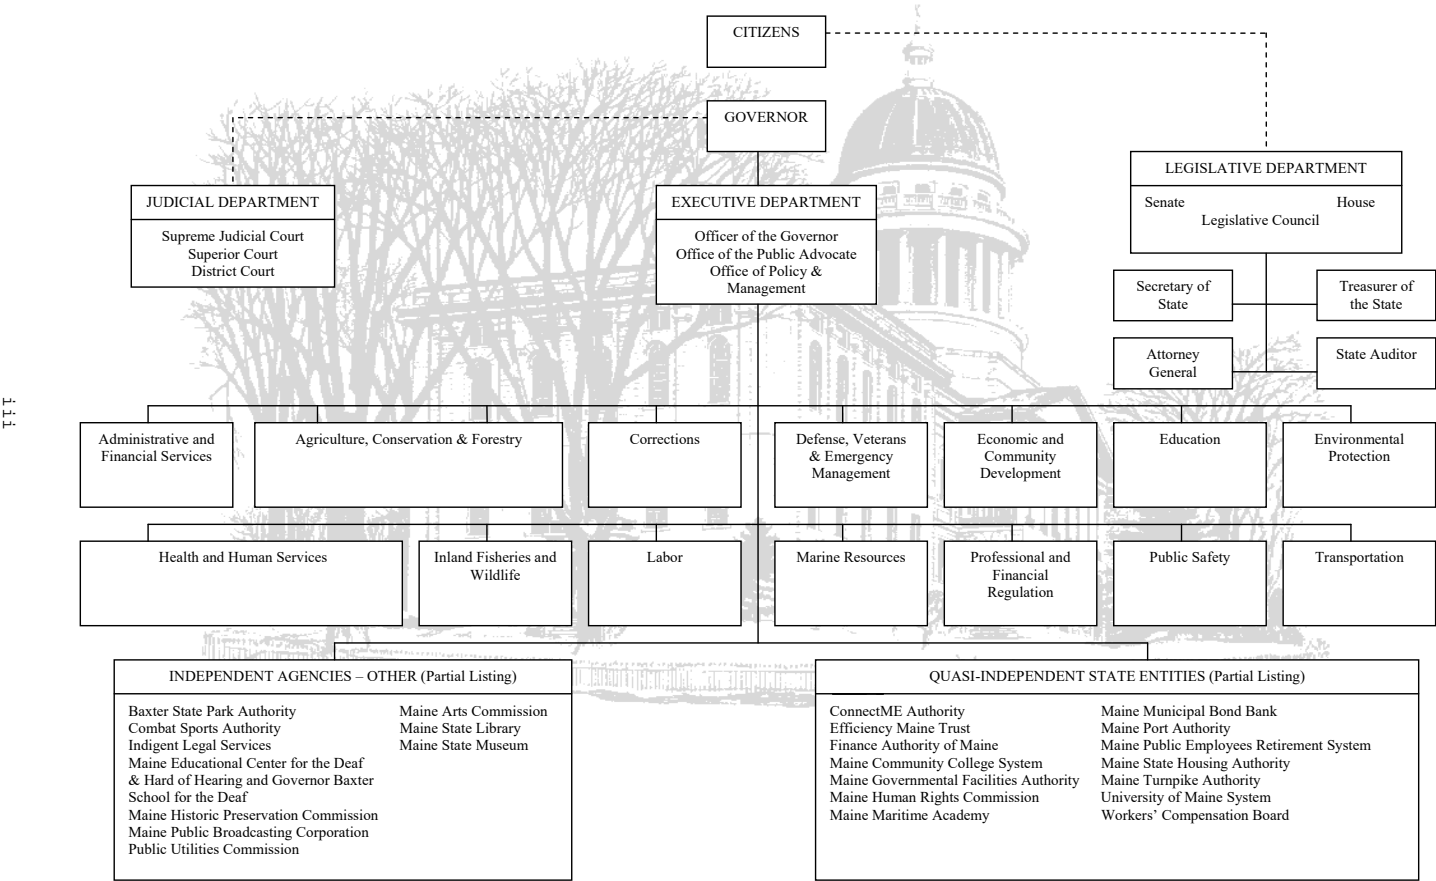 CITIZENS
GOVERNOR
LEGISLATIVE DEPARTMENT
Senate House
Legislative Council
JUDICIAL DEPARTMENT
Supreme Judicial Court
Superior Court
District Court
EXECUTIVE DEPARTMENT
Officer of the Governor
Office of the Public Advocate
Office of Policy &
Management
Secretary of
State
Treasurer of
the State
Attorney
General
State Auditor
iii
Administrative and
Financial Services
Agriculture, Conservation & Forestry
Corrections
Defense, Veterans
& Emergency
Management
Economic and
Community
Development
Education
Environmental
Protection
Health and Human Services
Inland Fisheries and
Wildlife
Labor
Marine Resources
Professional and
Financial
Regulation
Public Safety
Transportation
INDEPENDENT AGENCIES – OTHER (Partial Listing)
Baxter State Park Authority
Combat Sports Authority
Indigent Legal Services
Maine Educational Center for the Deaf
& Hard of Hearing and Governor Baxter
School for the Deaf
Maine Historic Preservation Commission
Maine Public Broadcasting Corporation
Public Utilities Commission
Maine Arts Commission
Maine State Library
Maine State Museum
QUASI-INDEPENDENT STATE ENTITIES (Partial Listing)
ConnectME Authority
Efficiency Maine Trust
Finance Authority of Maine
Maine Community College System
Maine Governmental Facilities Authority
Maine Human Rights Commission
Maine Maritime Academy
Maine Municipal Bond Bank
Maine Port Authority
Maine Public Employees Retirement System
Maine State Housing Authority
Maine Turnpike Authority
University of Maine System
Workers’ Compensation Board